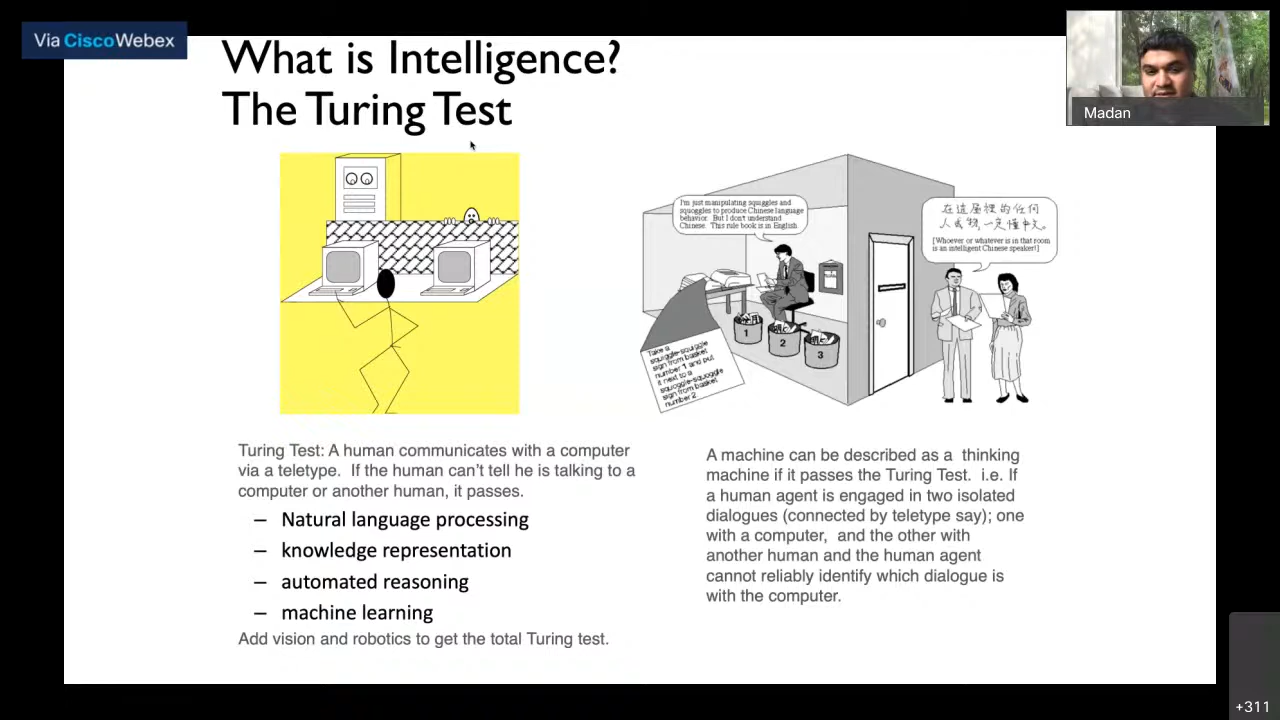 Via CiscoWebex
What is Intelligence?
The Turing Test
Madan
I'm just manipulating squiggles and
squoggles to produce Chinese language
behavior. But I don't understand
Chinese. This rule book is in English.
在這屋裡的任何
人或物,一定懂中文。
[Whoever or whatever is in that room
is an intelligent Chinese speaker!]
1
2
3
Take a
squiggle-squiggle
sign from basket
number 1 and put
it next to a
squoggle-squoggle
sign from basket
number 2
Turing Test: A human communicates with a computer
via a teletype. If the human can't tell he is talking to a
computer or another human, it passes.
– Natural language processing
– knowledge representation
– automated reasoning
– machine learning
Add vision and robotics to get the total Turing test.
A machine can be described as a thinking
machine if it passes the Turing Test. i.e. If
a human agent is engaged in two isolated
dialogues (connected by teletype say); one
with a computer, and the other with
another human and the human agent
cannot reliably identify which dialogue is
with the computer.
+311